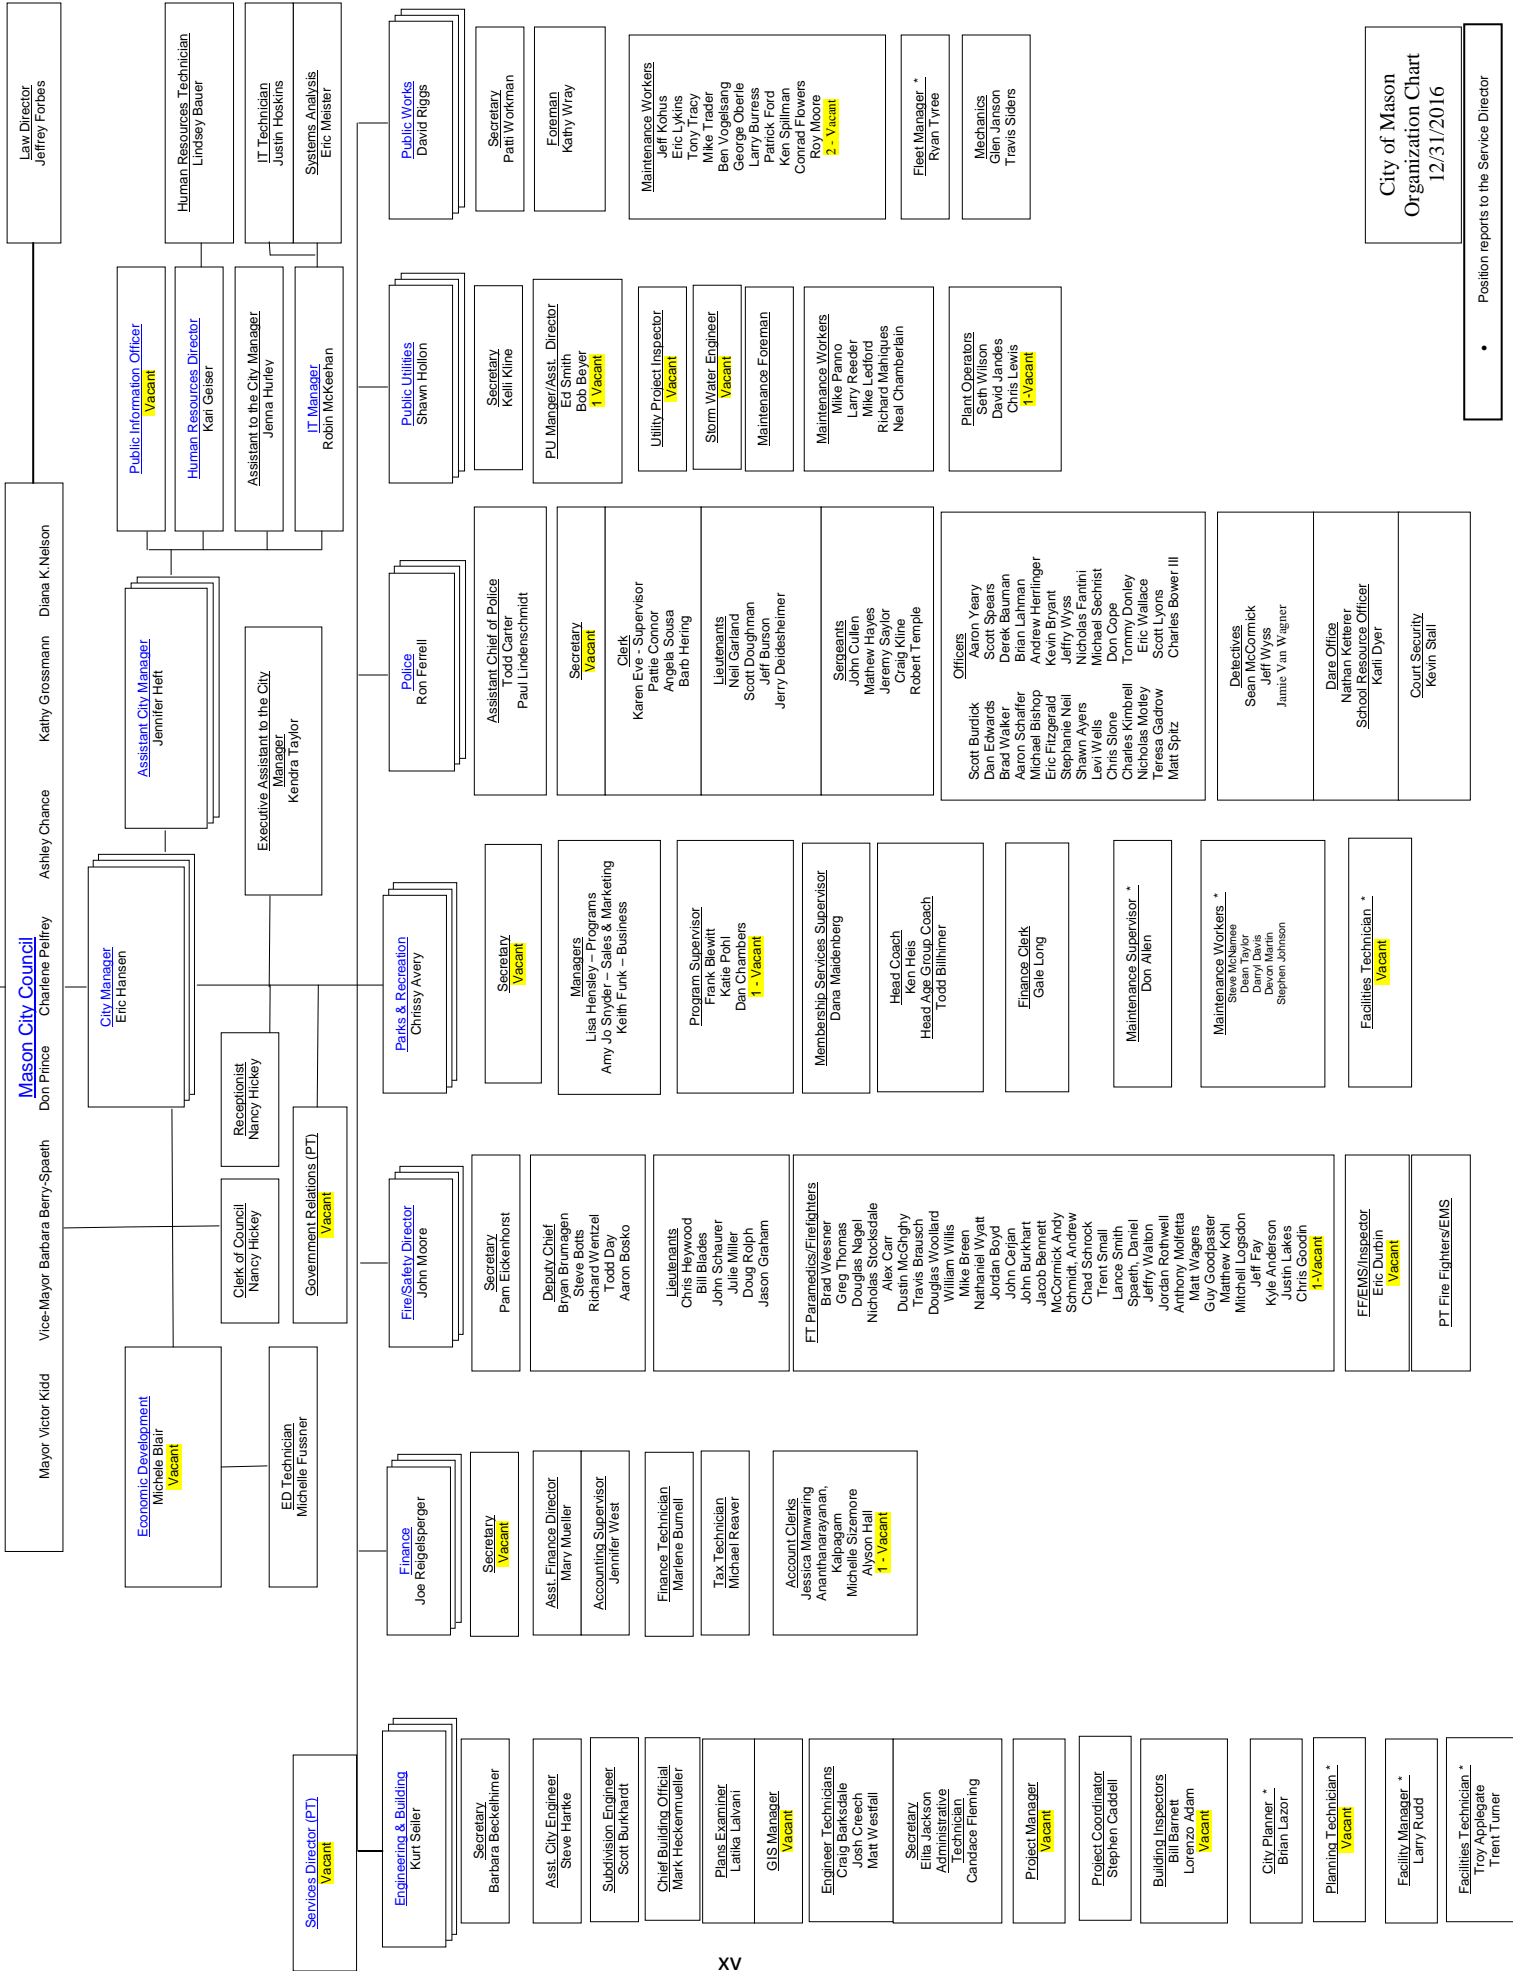 Mason City Council
Mayor Victor Kidd Vice-Mayor Barbara Berry-Spaeth Don Prince Charlene Pelfrey Ashley Chance Kathy Grossmann Diana K.Nelson
Law Director
Jeffrey Forbes
City Manager
Eric Hansen
Assistant City Manager
Jennifer Heft
Public Information Officer
Vacant
Human Resources Director
Kari Geiser
Human Resources Technician
Lindsey Bauer
Assistant to the City Manager
Jenna Hurley
IT Manager
Robin McKeehan
IT Technician
Justin Hoskins
Systems Analysis
Eric Meister
Economic Development
Michele Blair
Vacant
ED Technician
Michelle Fussner
Clerk of Council
Nancy Hickey
Receptionist
Nancy Hickey
Executive Assistant to the City
Manager
Kendra Taylor
Government Relations (PT)
Vacant
Services Director (PT)
Vacant
Engineering & Building
Kurt Seiler
Secretary
Barbara Beckelhimer
Asst. City Engineer
Steve Hartke
Subdivision Engineer
Scott Burkhardt
Chief Building Official
Mark Heckenmueller
Plans Examiner
Latika Lalvani
GIS Manager
Vacant
Engineer Technicians
Craig Barksdale
Josh Creech
Matt Westfall
Secretary
Elita Jackson
Administrative
Technician
Candace Fleming
Project Manager
Vacant
Project Coordinator
Stephen Caddell
Building Inspectors
Bill Barnett
Lorenzo Adam
Vacant
City Planner *
Brian Lazor
Planning Technician *
Vacant
Facility Manager *
Larry Rudd
Facilities Technician *
Troy Applegate
Trent Turner
Finance
Joe Reigelsperger
Secretary
Vacant
Asst. Finance Director
Mary Mueller
Accounting Supervisor
Jennifer West
Finance Technician
Marlene Burnell
Tax Technician
Michael Reaver
Account Clerks
Jessica Manwaring
Ananthanarayanan,
Kalpagam
Michelle Sizemore
Alyson Hall
1 - Vacant
Fire/Safety Director
John Moore
Secretary
Pam Eickenhorst
Deputy Chief
Bryan Brumagen
Steve Botts
Richard Wentzel
Todd Day
Aaron Bosko
Lieutenants
Chris Heywood
Bill Blades
John Schaurer
Julie Miller
Doug Rolph
Jason Graham
FT Paramedics/Firefighters
Brad Weesner
Greg Thomas
Douglas Nagel
Nicholas Stocksdale
Alex Carr
Dustin McGhghy
Travis Brausch
Douglas Woollard
William Willis
Mike Breen
Nathaniel Wyatt
Jordan Boyd
John Cerjan
John Burkhart
Jacob Bennett
McCormick Andy
Schmidt, Andrew
Chad Schrock
Trent Small
Lance Smith
Spaeth, Daniel
Jeffry Walton
Jordan Rothwell
Anthony Molfetta
Matt Wagers
Guy Goodpaster
Matthew Kohl
Mitchell Logsdon
Jeff Fay
Kyle Anderson
Justin Lakes
Chris Goodin
1-Vacant
FF/EMS/Inspector
Eric Durbin
Vacant
PT Fire Fighters/EMS
Parks & Recreation
Chrissy Avery
Secretary
Vacant
Managers
Lisa Hensley – Programs
Amy Jo Snyder – Sales & Marketing
Keith Funk – Business
Program Supervisor
Frank Blewitt
Katie Pohl
Dan Chambers
1 - Vacant
Membership Services Supervisor
Dana Maidenberg
Head Coach
Ken Heis
Head Age Group Coach
Todd Billhimer
Finance Clerk
Gale Long
Maintenance Supervisor *
Don Allen
Maintenance Workers *
Steve McNamee
Dean Taylor
Darryl Davis
Devon Martin
Stephen Johnson
Facilities Technician *
Vacant
Police
Ron Ferrell
Assistant Chief of Police
Todd Carter
Paul Lindenschmidt
Secretary
Vacant
Clerk
Karen Eve - Supervisor
Pattie Connor
Angela Sousa
Barb Hering
Lieutenants
Neil Garland
Scott Doughman
Jeff Burson
Jerry Deidesheimer
Sergeants
John Cullen
Mathew Hayes
Jeremy Saylor
Craig Kline
Robert Temple
Officers
Scott Burdick Aaron Yeary
Dan Edwards Scott Spears
Brad Walker Derek Bauman
Aaron Schaffer Brian Lahman
Michael Bishop Andrew Herrlinger
Eric Fitzgerald Kevin Bryant
Stephanie Neil Jeffry Wyss
Shawn Ayers Nicholas Fantini
Levi Wells Michael Sechrist
Chris Slone Don Cope
Charles Kimbrell Tommy Donley
Nicholas Motley Eric Wallace
Teresa Gadrow Scott Lyons
Matt Spitz Charles Bower III
Detectives
Sean McCormick
Jeff Wyss
Jamie Van Wagner
Dare Office
Nathan Ketterer
School Resource Officer
Karli Dyer
Court Security
Kevin Stall
Public Utilities
Shawn Hollon
Secretary
Kelli Kline
PU Manger/Asst. Director
Ed Smith
Bob Beyer
1 Vacant
Utility Project Inspector
Vacant
Storm Water Engineer
Vacant
Maintenance Foreman
Maintenance Workers
Mike Panno
Larry Reeder
Mike Ledford
Richard Mahiques
Neal Chamberlain
Plant Operators
Seth Wilson
David Jandes
Chris Lewis
1-Vacant
Public Works
David Riggs
Secretary
Patti Workman
Foreman
Kathy Wray
Maintenance Workers
Jeff Kohus
Eric Lykins
Tony Tracy
Mike Trader
Ben Vogelsang
George Oberle
Larry Burress
Patrick Ford
Ken Spillman
Conrad Flowers
Roy Moore
2 - Vacant
Fleet Manager *
Ryan Tyree
Mechanics
Glen Janson
Travis Siders
City of Mason
Organization Chart
12/31/2016
• Position reports to the Service Director
XV